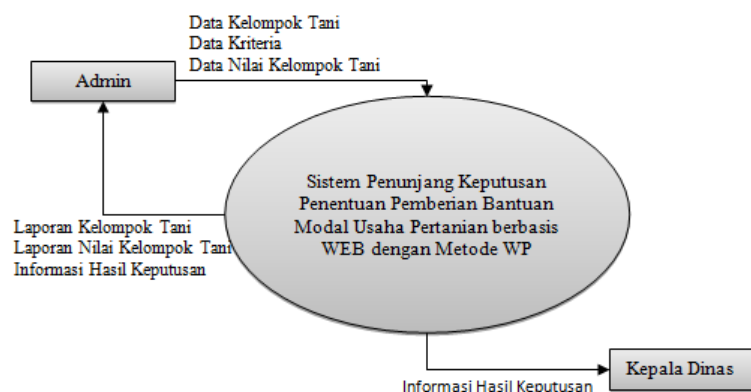 Data Kelompok Tani
Data Kriteria
Data Nilai Kelompok Tani
Admin
Sistem Penunjang Keputusan
Penentuan Pemberian Bantuan
Modal Usaha Pertanian berbasis
WEB dengan Metode WP
Laporan Kelompok Tani
Laporan Nilai Kelompok Tani
Informasi Hasil Keputusan
Kepala Dinas
Informasi Hasil Keputusan